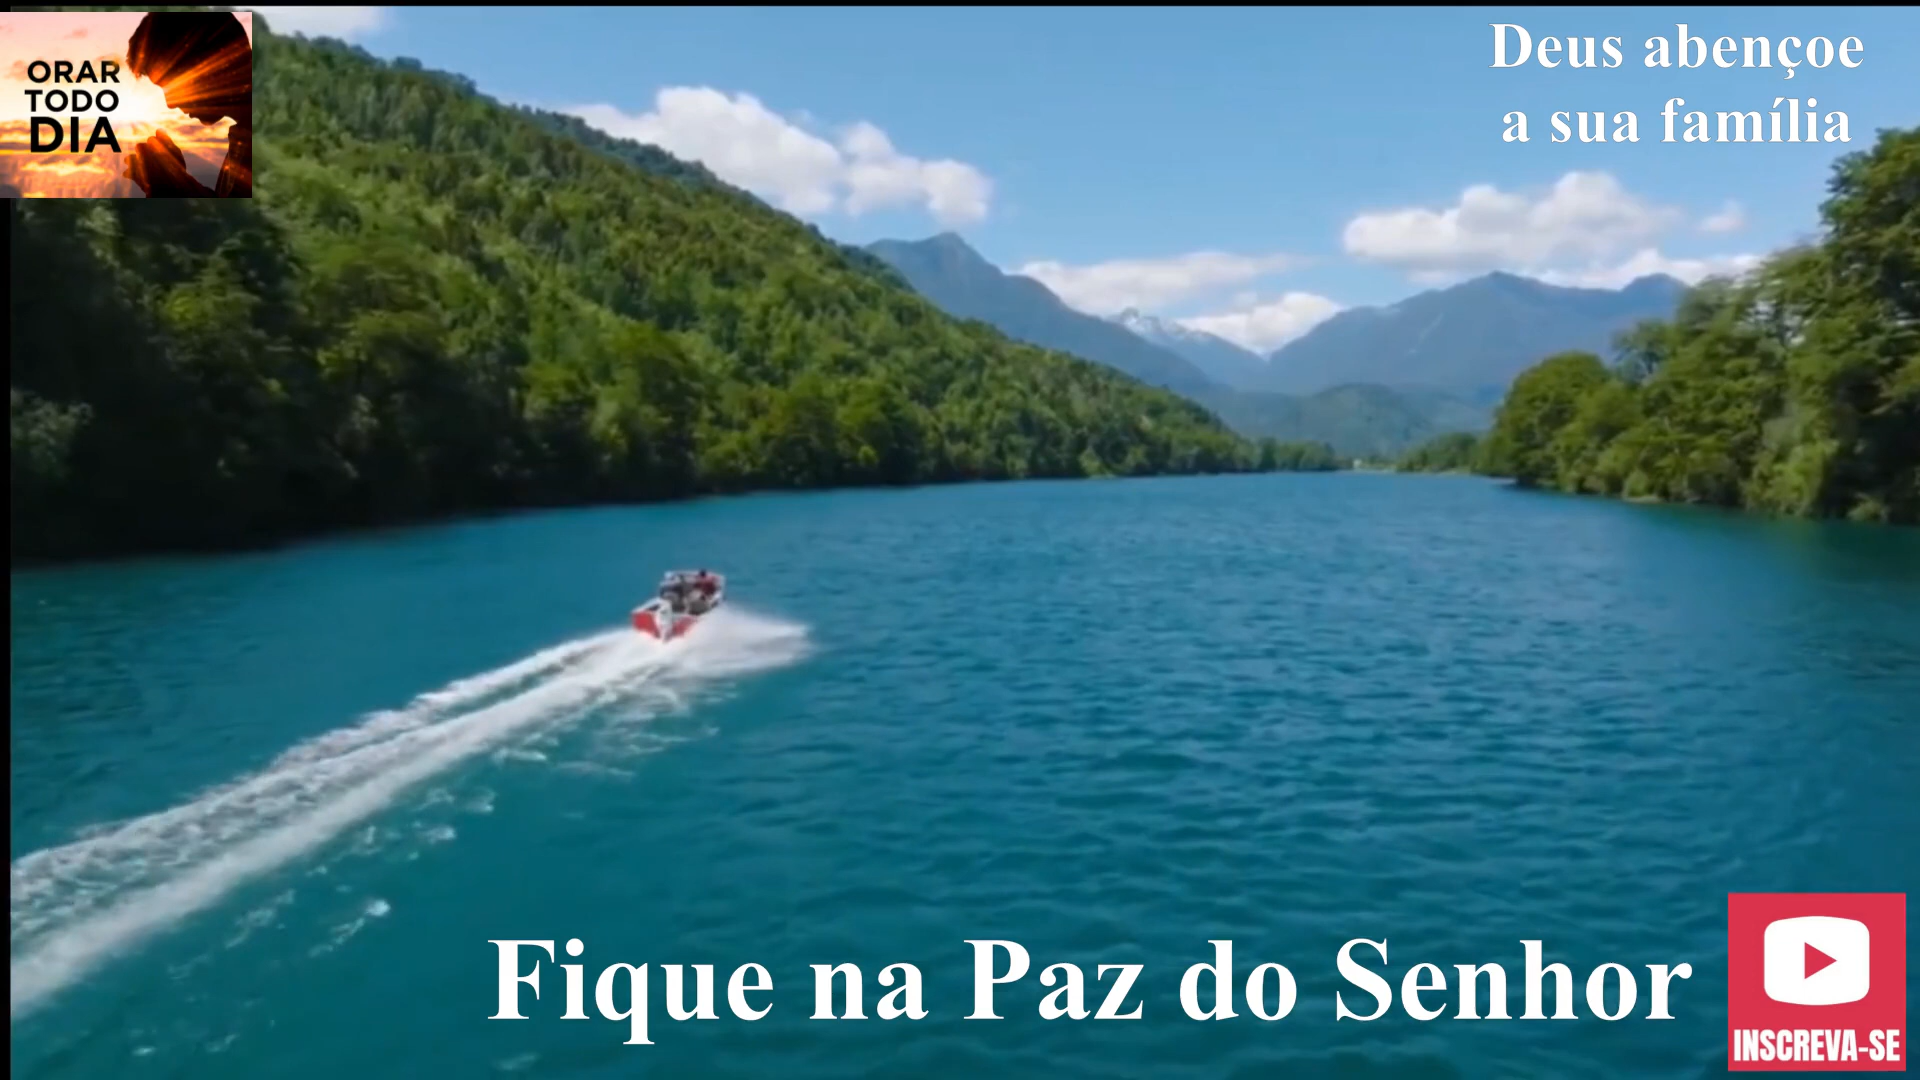 ORAR
TODO
DIA
Deus abençoe
a sua família
Fique na Paz do Senhor
INSCREVA-SE